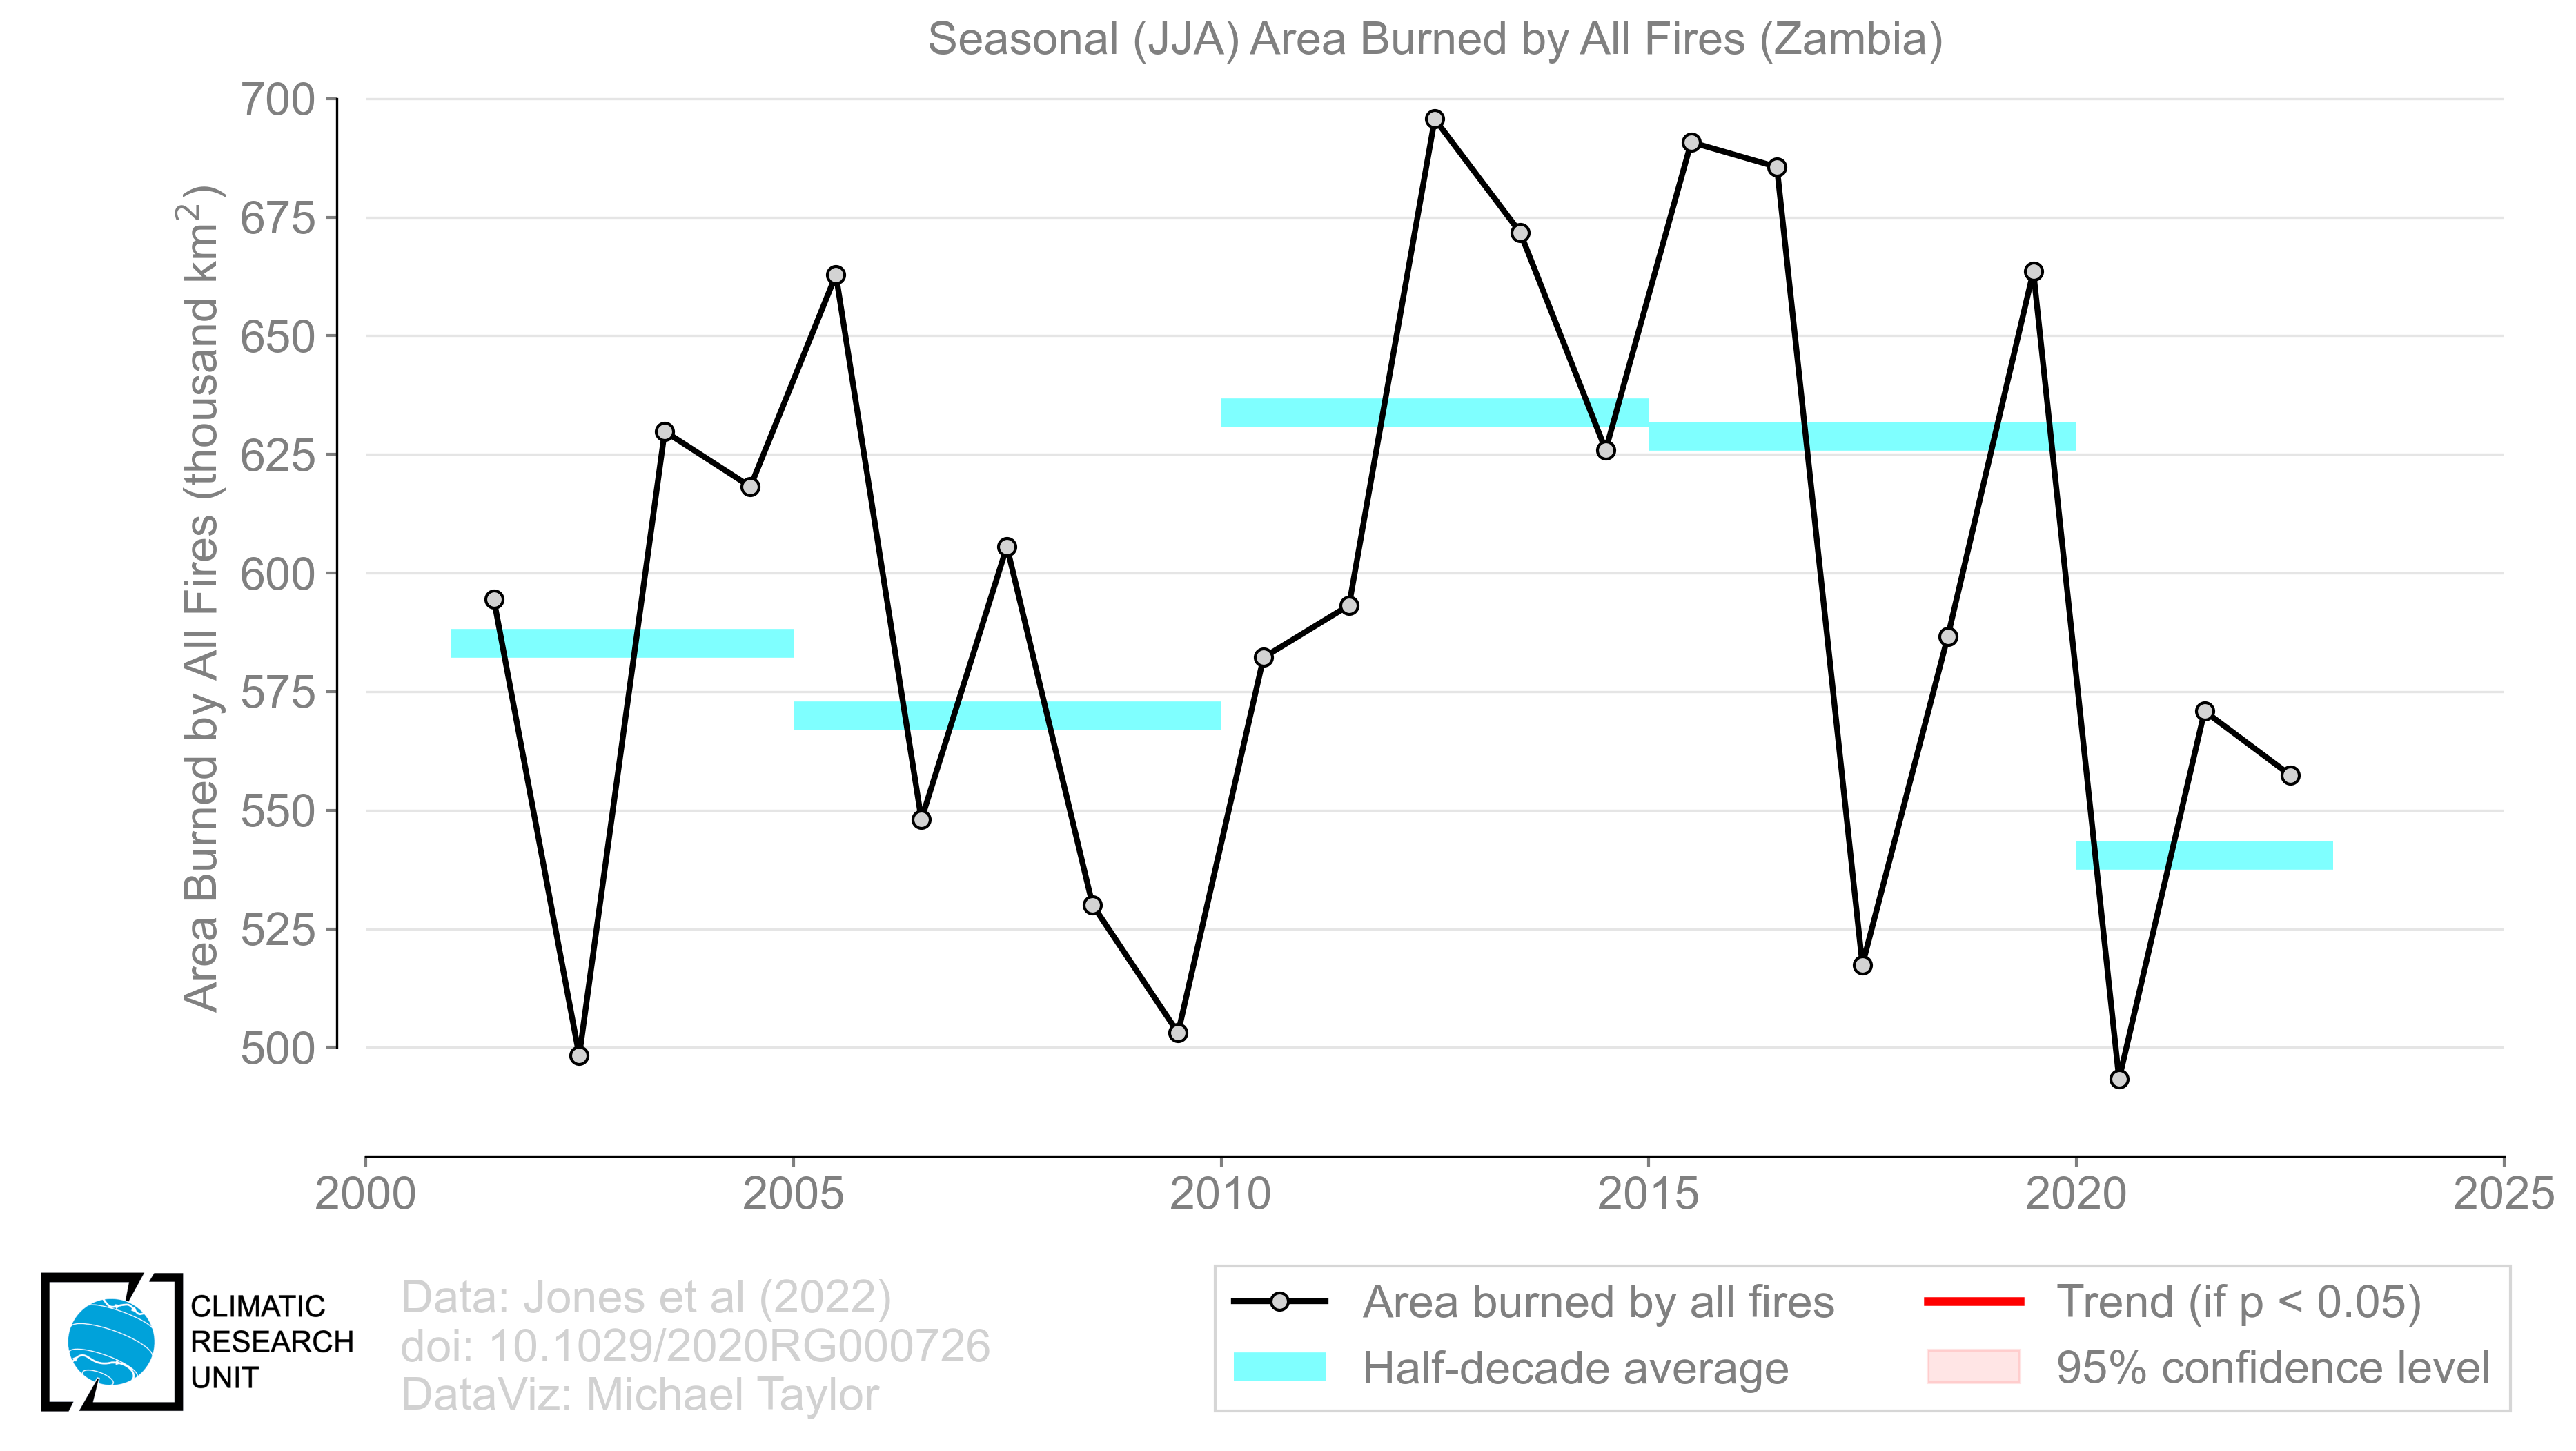 Seasonal (JJA) Area Burned by All Fires (Zambia)
Area Burned by All Fires (thousand km²)
700
675
650
625
600
575
550
525
500
2000
2005
2010
2015
2020
2025
CLIMATIC
RESEARCH
UNIT
Data: Jones et al (2022)
doi: 10.1029/2020RG000726
DataViz: Michael Taylor
Area burned by all fires
Half-decade average
Trend (if p < 0.05)
95% confidence level